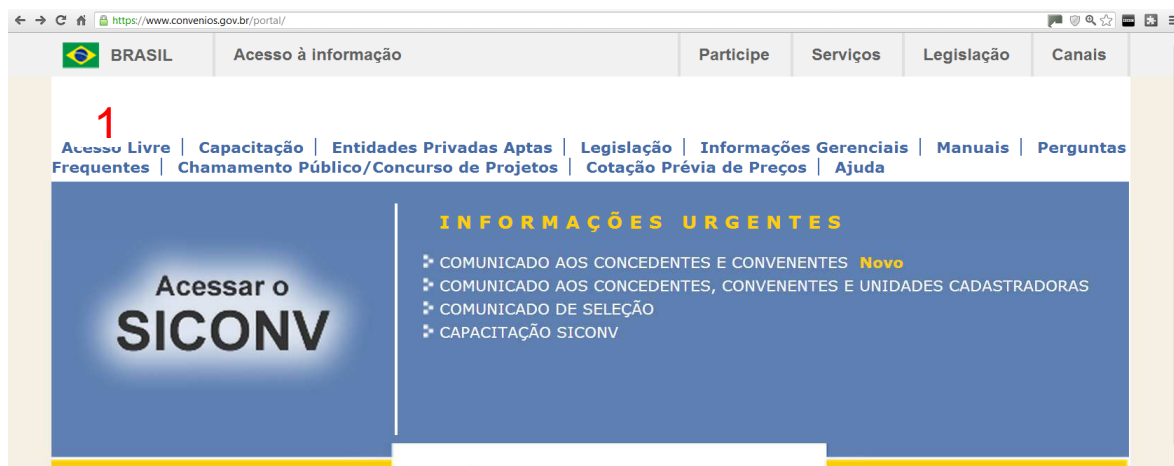 https://www.convenios.gov.br/portal/
BRASIL Acesso à informação Participe Serviços Legislação Canais
1
Acesso Livre | Capacitação | Entidades Privadas Aptas | Legislação | Informações Gerenciais | Manuais | Perguntas
Frequentes | Chamamento Público/Concurso de Projetos | Cotação Prévia de Preços | Ajuda
INFORMAÇÕES URGENTES
COMUNICADO AOS CONCEDENTES E CONVENENTES Novo
COMUNICADO AOS CONCEDENTES, CONVENENTES E UNIDADES CADASTRADORAS
COMUNICADO DE SELEÇÃO
CAPACITAÇÃO SICONV
Acessar o
SICONV